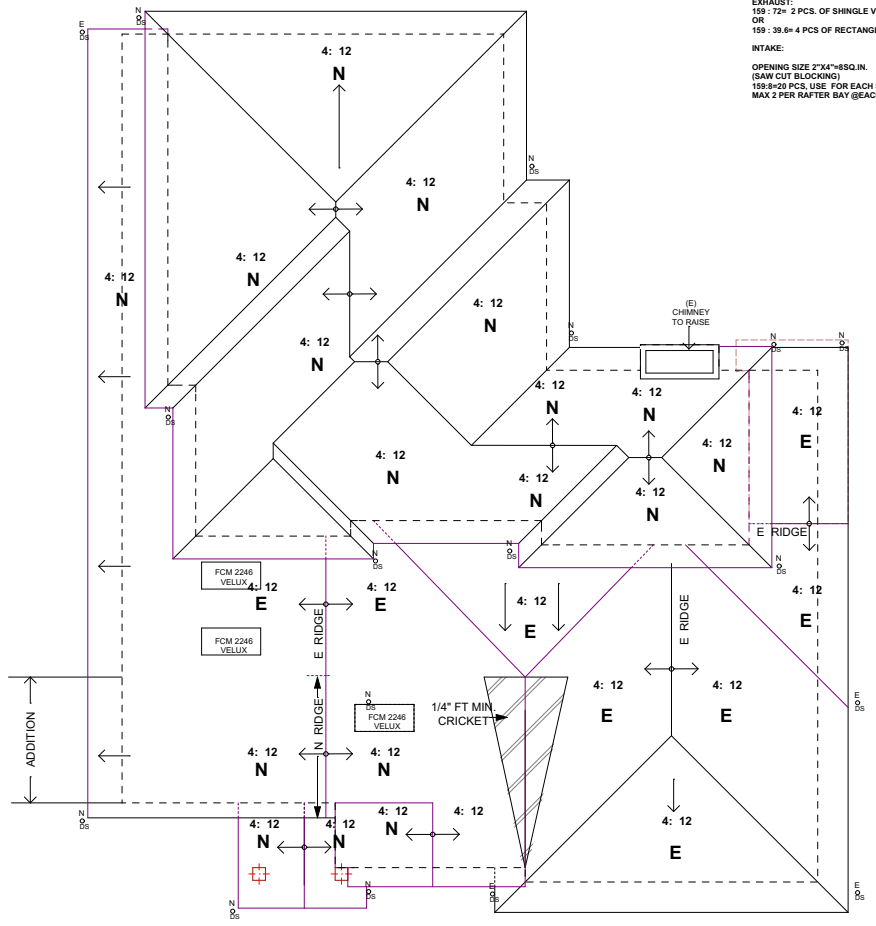 EXHAUST:
159 : 72= 2 PCS. OF SHINGLE V
OR
159 : 39.6= 4 PCS OF RECTANG
INTAKE:
OPENING SIZE 2"X4"=8SQ.IN.
(SAW CUT BLOCKING)
159:8=20 PCS, USE FOR EACH
MAX 2 PER RAFTER BAY @EAC
E
DS
N
DS
4: 12
N
N
DS
4: 12
N
4: 12
N
4: 12
N
4: 12
N
4: 12
N
(E)
CHIMNEY
TO RAISE
N
DS
N
DS
N
DS
4: 12
N
4: 12
N
4: 12
N
4: 12
E
N
DS
4: 12
N
4: 12
N
4: 12
N
4: 12
N
E RIDGE
N
DS
N
DS
N
DS
FCM 2246
VELUX
4: 12
E
4: 12
E
4: 12
E
4: 12
E
E RIDGE
E RIDGE
FCM 2246
VELUX
ADDITION
N RIDGE
N
DS
FCM 2246
VELUX
1/4" FT MIN.
CRICKET
4: 12
E
4: 12
E
E
DS
4: 12
N
4: 12
N
N
DS
4: 12
N
4: 12
N
4: 12
N
4: 12
4: 12
E
N
DS
N
DS
E
DS
E
DS